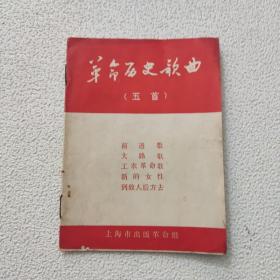 革命历史歌曲
(五首)
前进歌
大路歌
工农革命歌
新的女性
到敌人后方去
上海市出版革命组